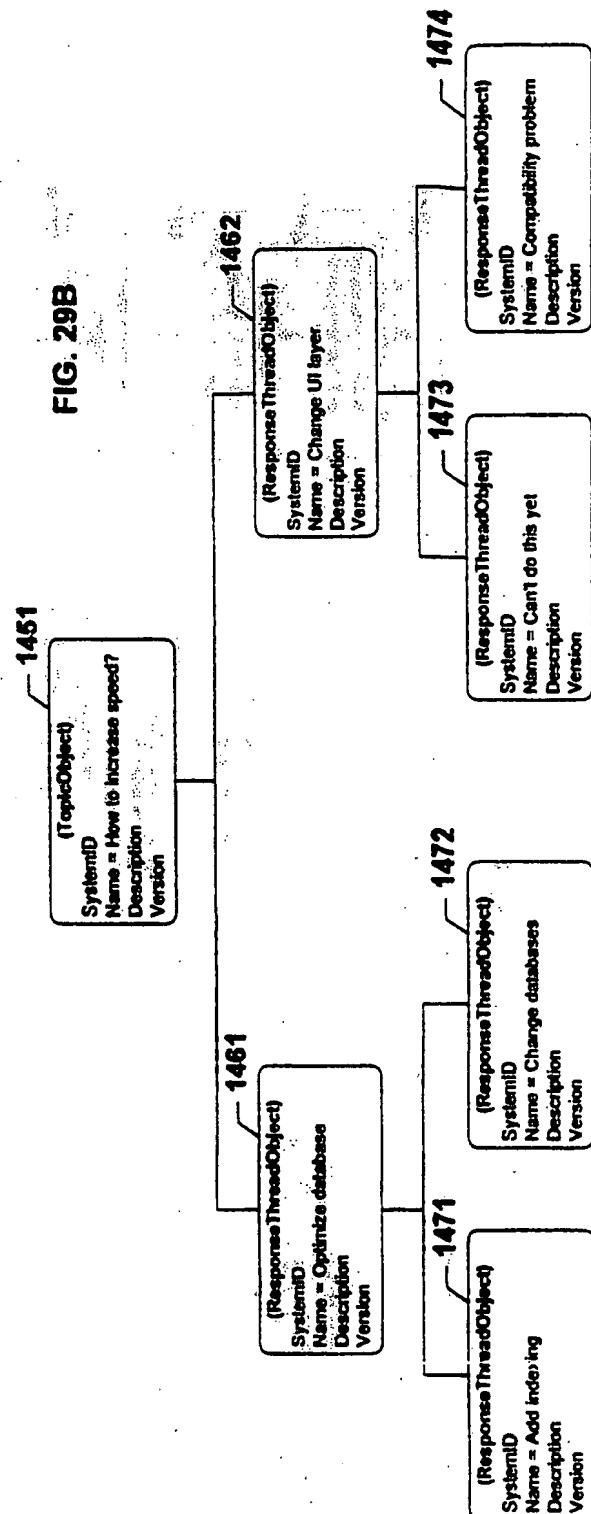 FIG. 29B
1451
(TopicObject)
SystemID
Name = How to increase speed?
Description
Version
1461
(ResponseThreadObject)
SystemID
Name = Optimize database
Description
Version
1462
(ResponseThreadObject)
SystemID
Name = Change UI layer
Description
Version
1471
(ResponseThreadObject)
SystemID
Name = Add indexing
Description
Version
1472
(ResponseThreadObject)
SystemID
Name = Change databases
Description
Version
1473
(ResponseThreadObject)
SystemID
Name = Can't do this yet
Description
Version
1474
(ResponseThreadObject)
SystemID
Name = Compatibility problem
Description
Version